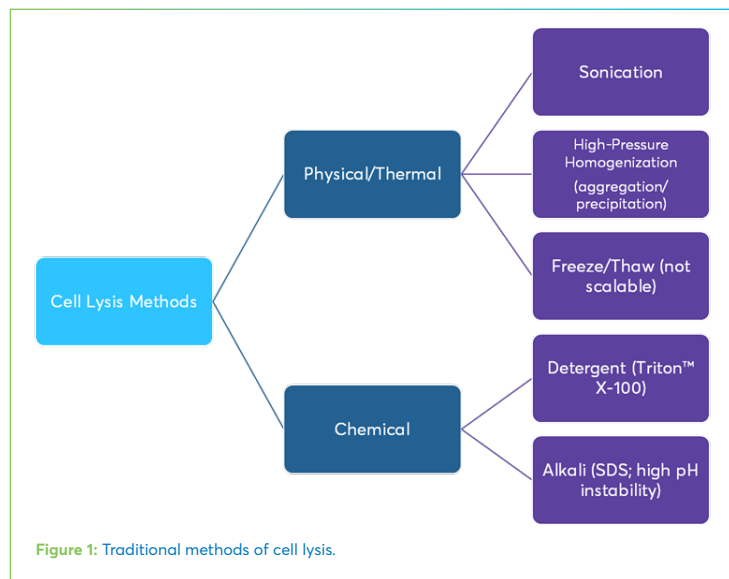 Sonication
High-Pressure
Homogenization
(aggregation/
precipitation)
Physical/Thermal
Freeze/Thaw (not
scalable)
Cell Lysis Methods
Detergent (Triton™
X-100)
Chemical
Alkali (SDS; high pH
instability)
Figure 1: Traditional methods of cell lysis.